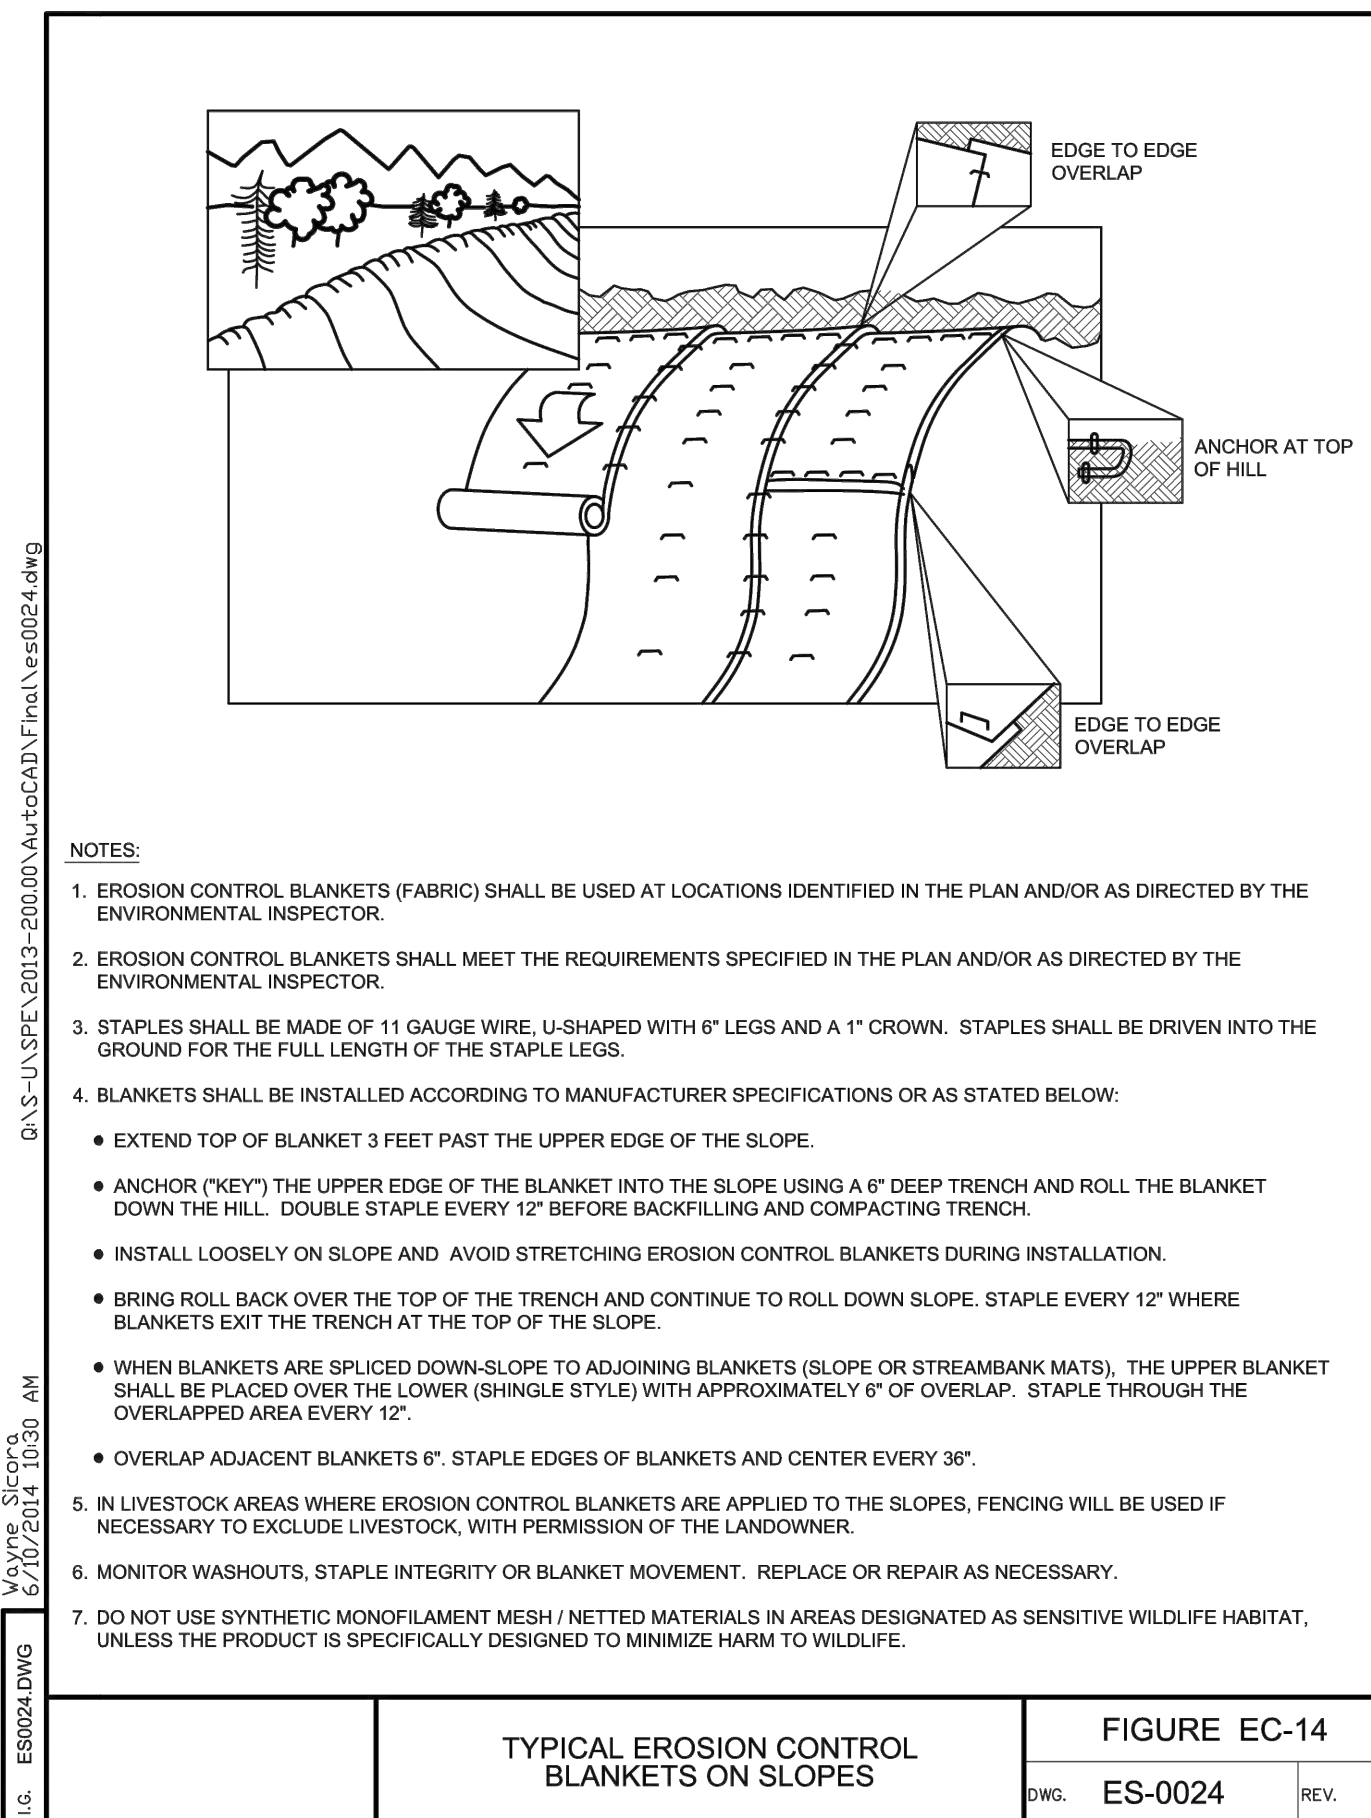 EDGE TO EDGE
OVERLAP
ANCHOR AT TOP
OF HILL
EDGE TO EDGE
OVERLAP
NOTES:
1. EROSION CONTROL BLANKETS (FABRIC) SHALL BE USED AT LOCATIONS IDENTIFIED IN THE PLAN AND/OR AS DIRECTED BY THE
ENVIRONMENTAL INSPECTOR.
2. EROSION CONTROL BLANKETS SHALL MEET THE REQUIREMENTS SPECIFIED IN THE PLAN AND/OR AS DIRECTED BY THE
ENVIRONMENTAL INSPECTOR.
3. STAPLES SHALL BE MADE OF 11 GAUGE WIRE, U-SHAPED WITH 6" LEGS AND A 1" CROWN. STAPLES SHALL BE DRIVEN INTO THE
GROUND FOR THE FULL LENGTH OF THE STAPLE LEGS.
4. BLANKETS SHALL BE INSTALLED ACCORDING TO MANUFACTURER SPECIFICATIONS OR AS STATED BELOW:
• EXTEND TOP OF BLANKET 3 FEET PAST THE UPPER EDGE OF THE SLOPE.
• ANCHOR ("KEY") THE UPPER EDGE OF THE BLANKET INTO THE SLOPE USING A 6" DEEP TRENCH AND ROLL THE BLANKET
DOWN THE HILL. DOUBLE STAPLE EVERY 12" BEFORE BACKFILLING AND COMPACTING TRENCH.
• INSTALL LOOSELY ON SLOPE AND AVOID STRETCHING EROSION CONTROL BLANKETS DURING INSTALLATION.
• BRING ROLL BACK OVER THE TOP OF THE TRENCH AND CONTINUE TO ROLL DOWN SLOPE. STAPLE EVERY 12" WHERE
BLANKETS EXIT THE TRENCH AT THE TOP OF THE SLOPE.
• WHEN BLANKETS ARE SPLICED DOWN-SLOPE TO ADJOINING BLANKETS (SLOPE OR STREAMBANK MATS), THE UPPER BLANKET
SHALL BE PLACED OVER THE LOWER (SHINGLE STYLE) WITH APPROXIMATELY 6" OF OVERLAP. STAPLE THROUGH THE
OVERLAPPED AREA EVERY 12".
• OVERLAP ADJACENT BLANKETS 6". STAPLE EDGES OF BLANKETS AND CENTER EVERY 36".
5. IN LIVESTOCK AREAS WHERE EROSION CONTROL BLANKETS ARE APPLIED TO THE SLOPES, FENCING WILL BE USED IF
NECESSARY TO EXCLUDE LIVESTOCK, WITH PERMISSION OF THE LANDOWNER.
6. MONITOR WASHOUTS, STAPLE INTEGRITY OR BLANKET MOVEMENT. REPLACE OR REPAIR AS NECESSARY.
7. DO NOT USE SYNTHETIC MONOFILAMENT MESH / NETTED MATERIALS IN AREAS DESIGNATED AS SENSITIVE WILDLIFE HABITAT,
UNLESS THE PRODUCT IS SPECIFICALLY DESIGNED TO MINIMIZE HARM TO WILDLIFE.
TYPICAL EROSION CONTROL
BLANKETS ON SLOPES
FIGURE EC-14
DWG. ES-0024 REV.
Q:\S-U\SPE\2013-200.00\AutoCAD\Final\es0024.dwg
Wayne Sicora
6/10/2014 10:30 AM
I.G. ES0024.DWG